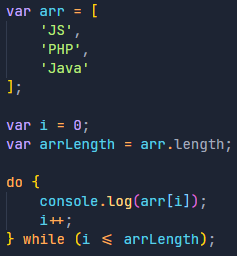 var arr = [
    'JS',
    'PHP',
    'Java'
];

var i = 0;
var arrLength = arr.length;

do {
    console.log(arr[i]);
    i++;
} while (i ⩽ arrLength);